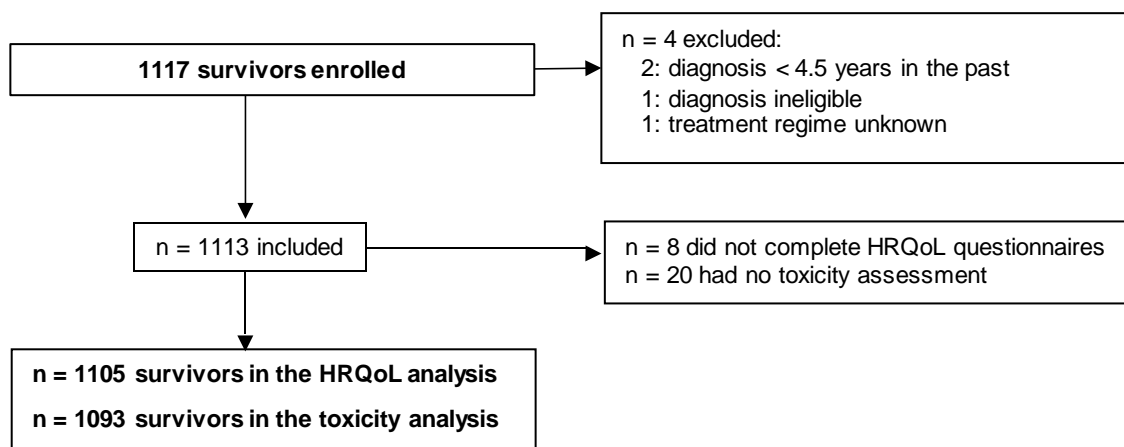 1117 survivors enrolled
n = 4 excluded:
2: diagnosis < 4.5 years in the past
1: diagnosis ineligible
1: treatment regime unknown
n = 1113 included
n = 8 did not complete HRQoL questionnaires
n = 20 had no toxicity assessment
n = 1105 survivors in the HRQoL analysis
n = 1093 survivors in the toxicity analysis